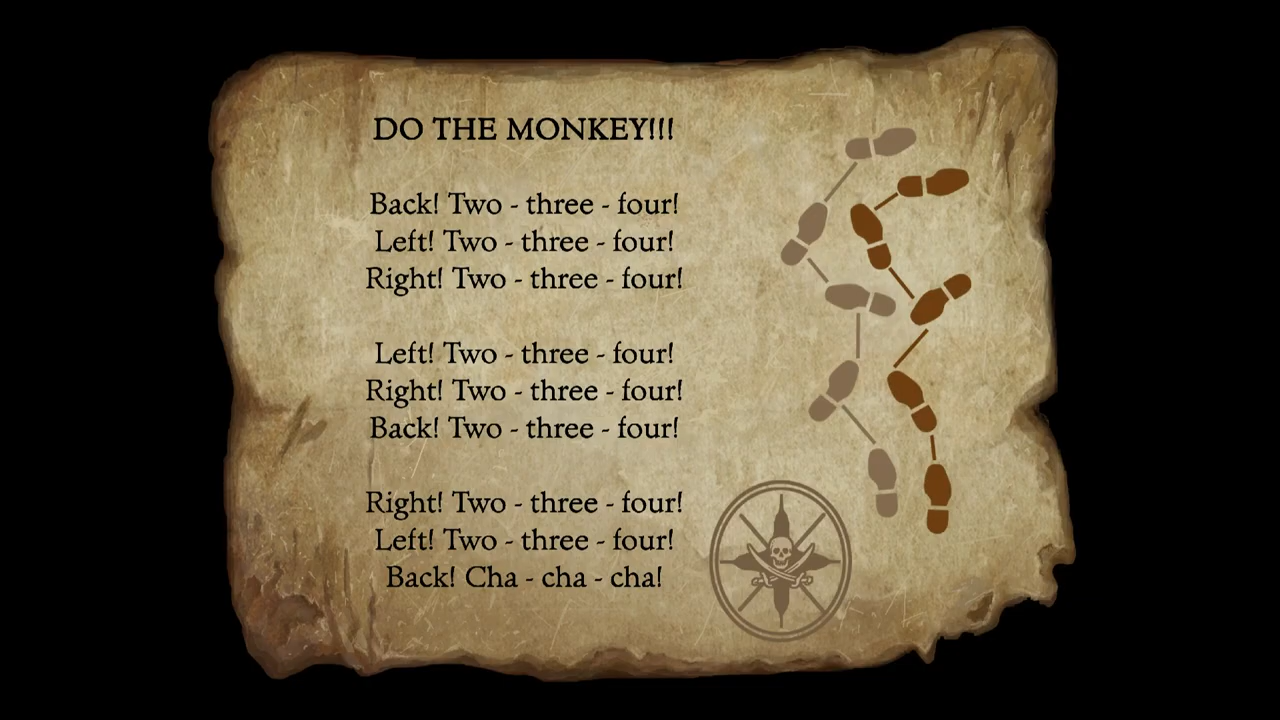 DO THE MONKEY!!!
Back! Two - three - four!
Left! Two - three - four!
Right! Two - three - four!
Left! Two - three - four!
Right! Two - three - four!
Back! Two - three - four!
Right! Two - three - four!
Left! Two - three - four!
Back! Cha - cha - cha!